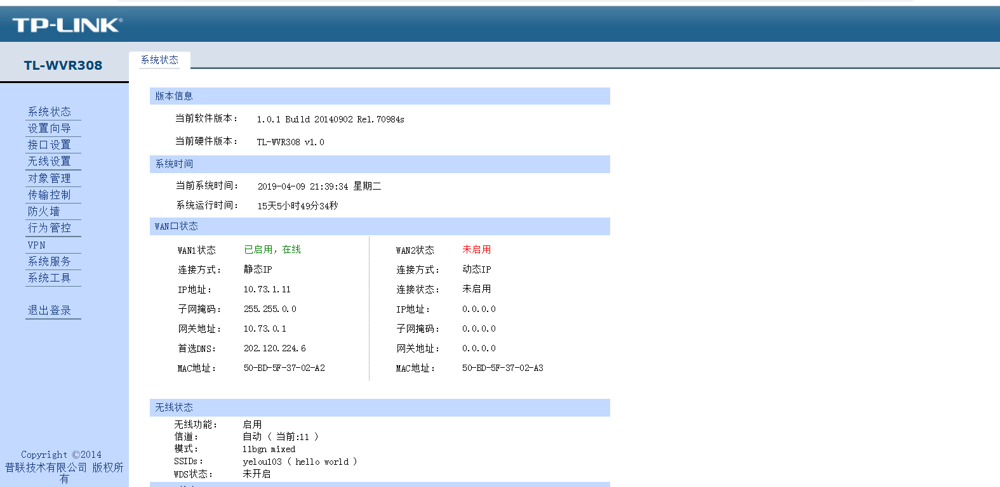 TP-LINK®
TL-WVR308
系统状态
系统状态
设置向导
接口设置
无线设置
对象管理
传输控制
防火墙
行为管控
VPN
系统服务
系统工具
退出登录
Copyright ©2014
普联技术有限公司 版权所
有
版本信息
当前软件版本： 1.0.1 Build 20140902 Rel.70984s
当前硬件版本： TL-WVR308 v1.0
系统时间
当前系统时间： 2019-04-09 21:39:34 星期二
系统运行时间： 15天5小时49分34秒
WAN口状态
WAN1状态 已启用，在线
连接方式： 静态IP
IP地址： 10.73.1.11
子网掩码： 255.255.0.0
网关地址： 10.73.0.1
首选DNS： 202.120.224.6
MAC地址： 50-BD-5F-37-02-A2
WAN2状态 未启用
连接方式： 动态IP
连接状态： 未启用
IP地址： 0.0.0.0
子网掩码： 0.0.0.0
网关地址： 0.0.0.0
MAC地址： 50-BD-5F-37-02-A3
无线状态
无线功能： 启用
信道： 自动 ( 当前:11 )
模式： 11bgn mixed
SSIDs： yelou103 ( hello world )
WDS状态： 未开启